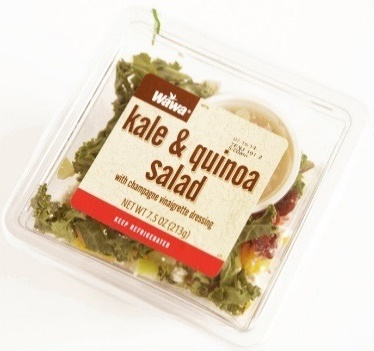 Wawa
kale & quinoa
salad
with champagne vinaigrette dressing
NET WT 7.5 OZ (213g)
KEEP REFRIGERATED